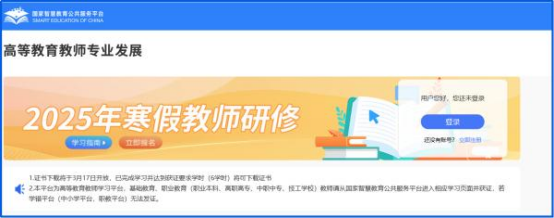 国家智慧教育公共服务平台
SMART EDUCATION OF CHINA
高等教育教师专业发展
2025年寒假教师研修
学习指南
立即报名
用户您好，您还未登录
登录
还没有账号？ 立即注册
1.证书下载将于3月17日开放，已完成学习并达到获证要求学时（6学时）将可下载证书
2.本平台为高等教育教师学习平台，基础教育、职业教育（职业本科、高职高专、中职中专、技工学校）教师请从国家智慧教育公共服务平台进入相应学习页面并获证，若
学错平台（中小学平台、职教平台）无法发证。